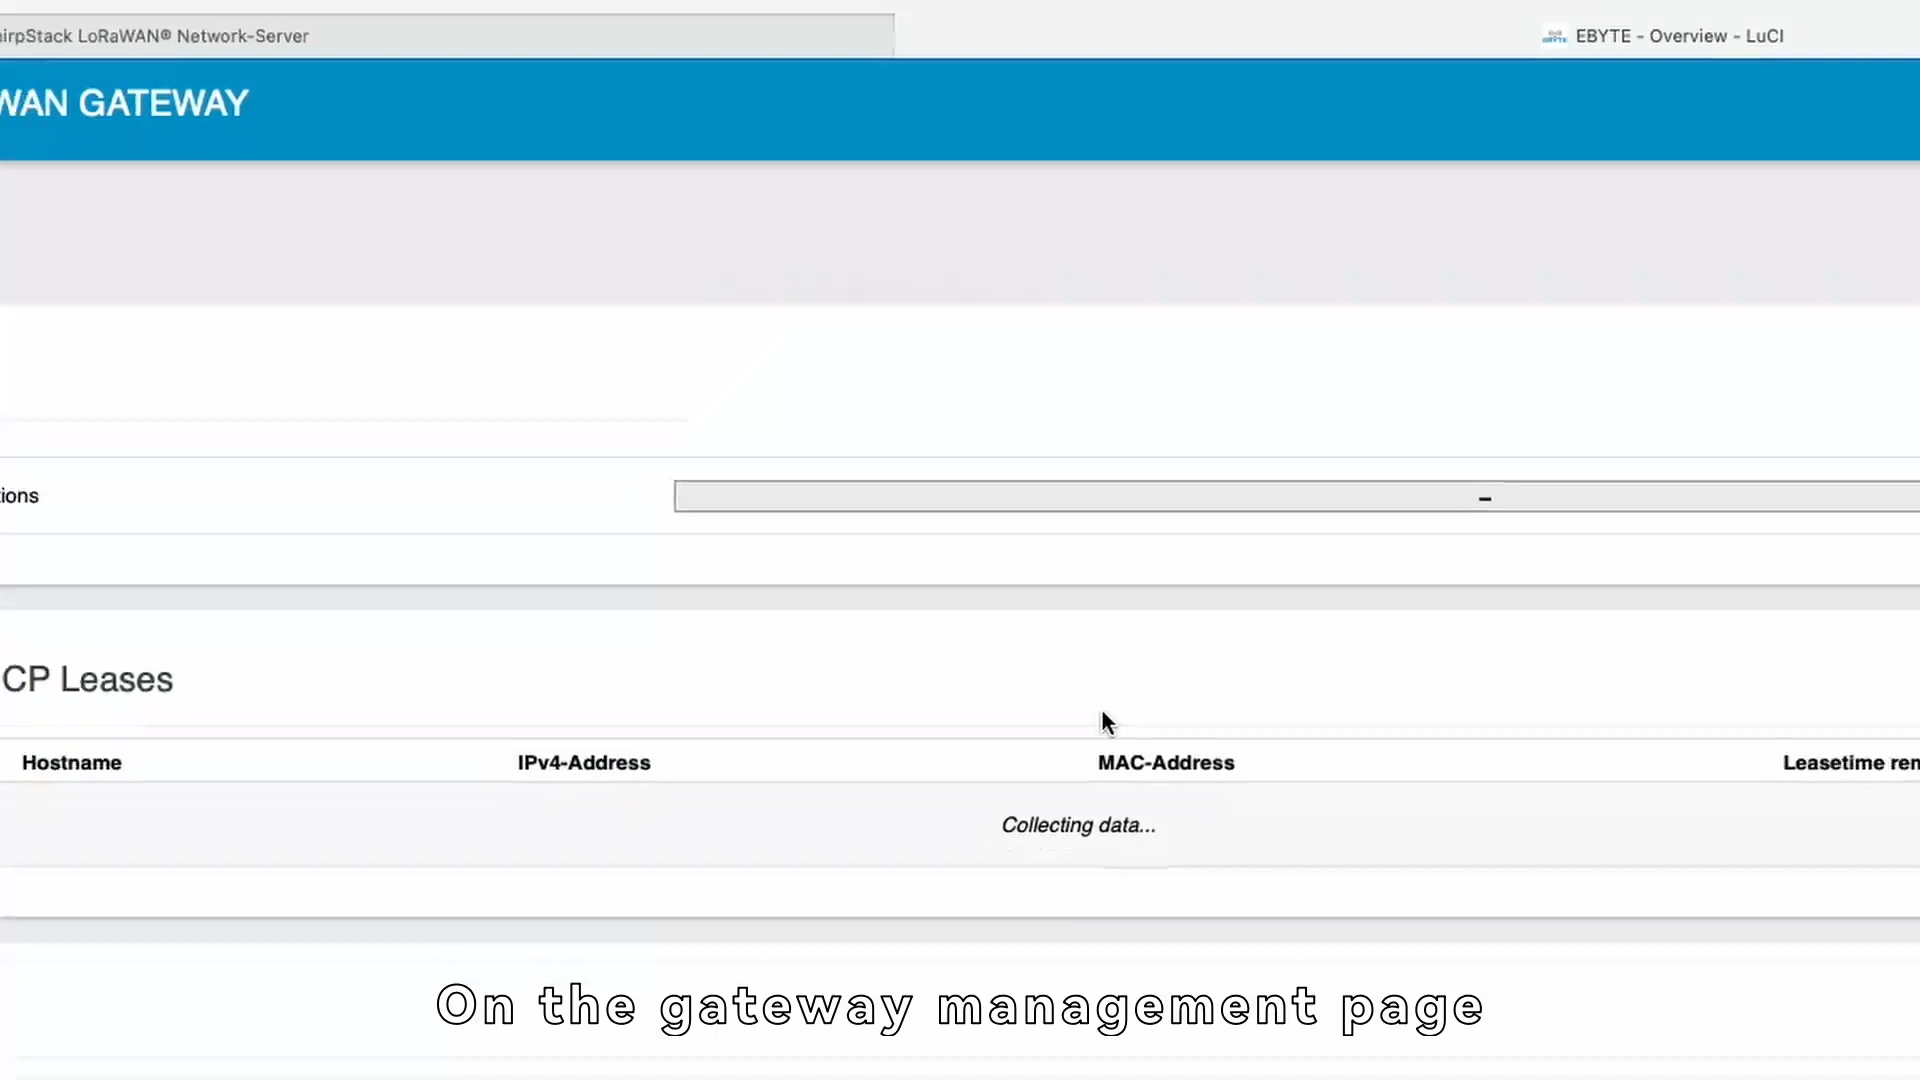 irpStack LoRaWAN® Network-Server
EBYTE - Overview - LuCI
WAN GATEWAY
ions
–
CP Leases
Hostname IPv4-Address MAC-Address Leasetime rem
Collecting data...
On the gateway management page